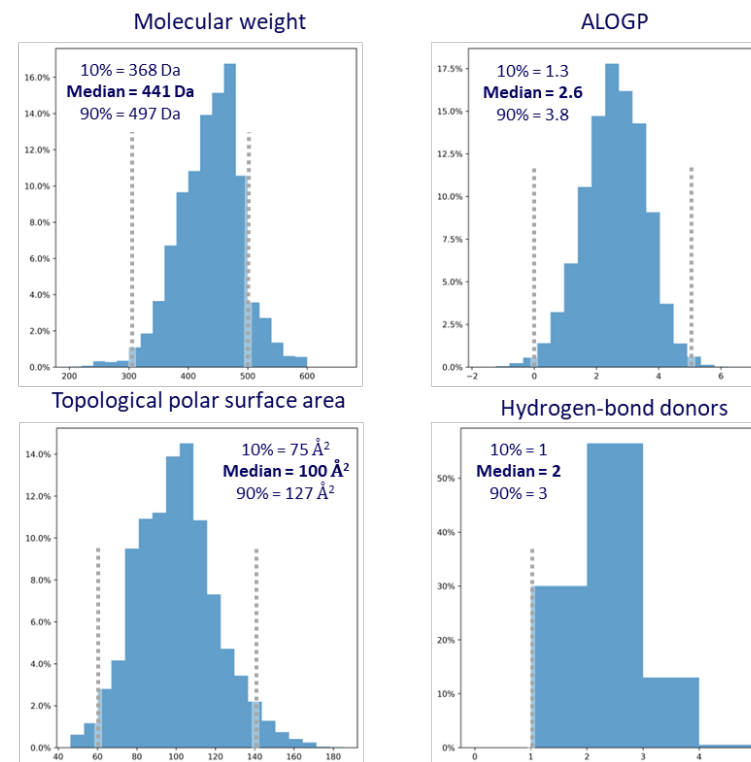 Molecular weight
10% = 368 Da
Median = 441 Da
90% = 497 Da
16.0%
14.0%
12.0%
10.0%
8.0%
6.0%
4.0%
2.0%
0.0%
200 300 400 500 600
ALOGP
10% = 1.3
Median = 2.6
90% = 3.8
17.5%
15.0%
12.5%
10.0%
7.5%
5.0%
2.5%
0.0%
−2 0 2 4 6
Topological polar surface area
10% = 75 Å²
Median = 100 Å²
90% = 127 Å²
14.0%
12.0%
10.0%
8.0%
6.0%
4.0%
2.0%
0.0%
40 60 80 100 120 140 160 180
Hydrogen-bond donors
10% = 1
Median = 2
90% = 3
50%
40%
30%
20%
10%
0%
0 1 2 3 4